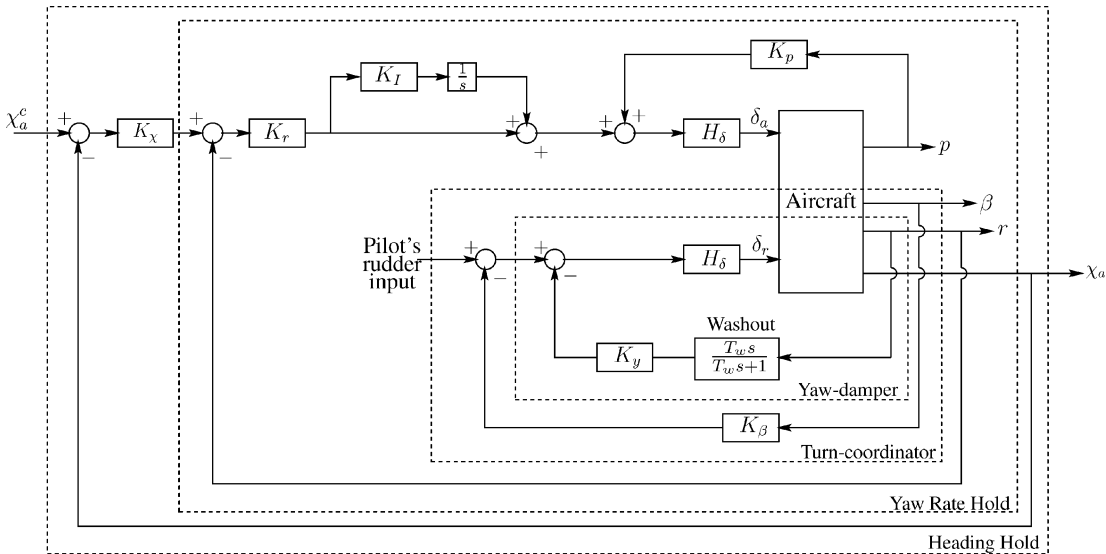 K_p
K_I
1/s
χ_a^c
+
−
K_χ
+
−
K_r
+
+
+
+
H_δ
δ_a
p
Aircraft
β
r
χ_a
Pilot's
rudder
input
+
−
+
−
H_δ
δ_r
Washout
K_y
T_w s
T_w s+1
Yaw-damper
K_β
Turn-coordinator
Yaw Rate Hold
Heading Hold